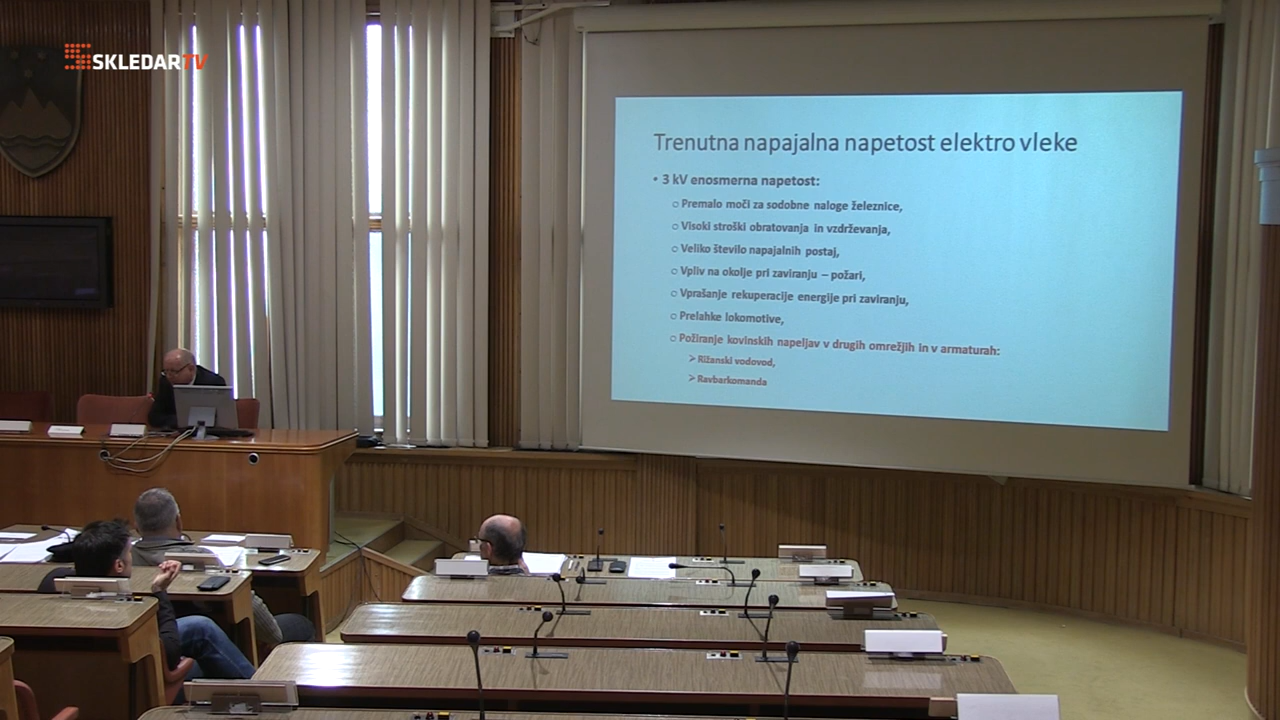 SKLEDARTV
Trenutna napajalna napetost elektro vleke
• 3 kV enosmerna napetost:
o Premalo moči za sodobne naloge železnice,
o Visoki stroški obratovanja in vzdrževanja,
o Veliko število napajalnih postaj,
o Vpliv na okolje pri zaviranju – požari,
o Vprašanje rekuperacije energije pri zaviranju,
o Prelahke lokomotive,
o Požiranje kovinskih napeljav v drugih omrežjih in v armaturah:
➢ Rižanski vodovod,
➢ Ravbarkomanda